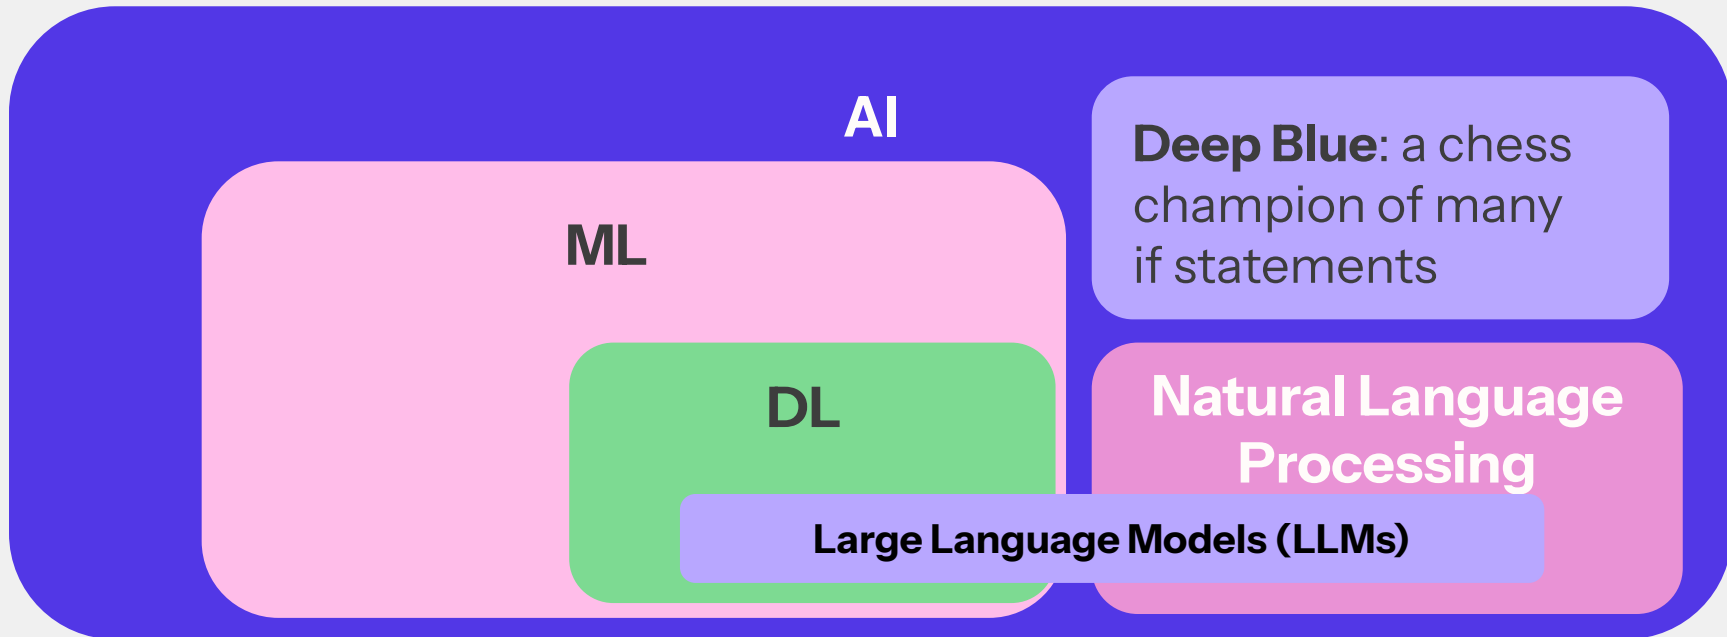 AI
Deep Blue: a chess
champion of many
if statements
ML
DL
Natural Language
Processing
Large Language Models (LLMs)